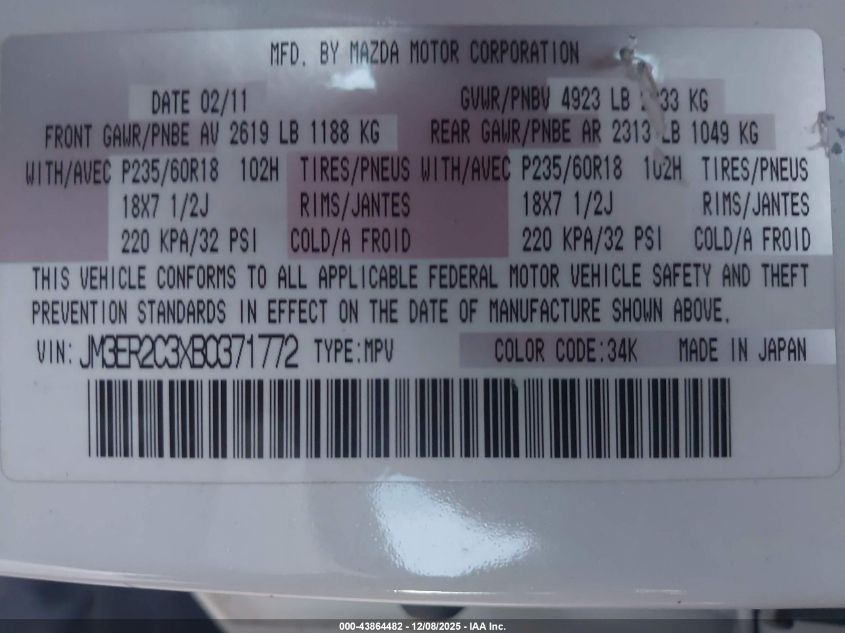 MFD. BY MAZDA MOTOR CORPORATION
DATE 02/11 GVWR/PNBV 4923 LB KG
FRONT GAWR/PNBE AV 2619 LB 1188 KG REAR GAWR/PNBE AR 2313 LB 1049 KG
WITH/AVEC P235/60R18 102H TIRES/PNEUS WITH/AVEC P235/60R18 102H TIRES/PNEUS
18X7 1/2J RIMS/JANTES 18X7 1/2J RIMS/JANTES
220 KPA/32 PSI COLD/A FROID 220 KPA/32 PSI COLD/A FROID
THIS VEHICLE CONFORMS TO ALL APPLICABLE FEDERAL MOTOR VEHICLE SAFETY AND THEFT
PREVENTION STANDARDS IN EFFECT ON THE DATE OF MANUFACTURE SHOWN ABOVE.
VIN: JM3ER2C3XB0371772 TYPE:MPV COLOR CODE:34K MADE IN JAPAN
000-43864482 - 12/08/2025 - IAA Inc.